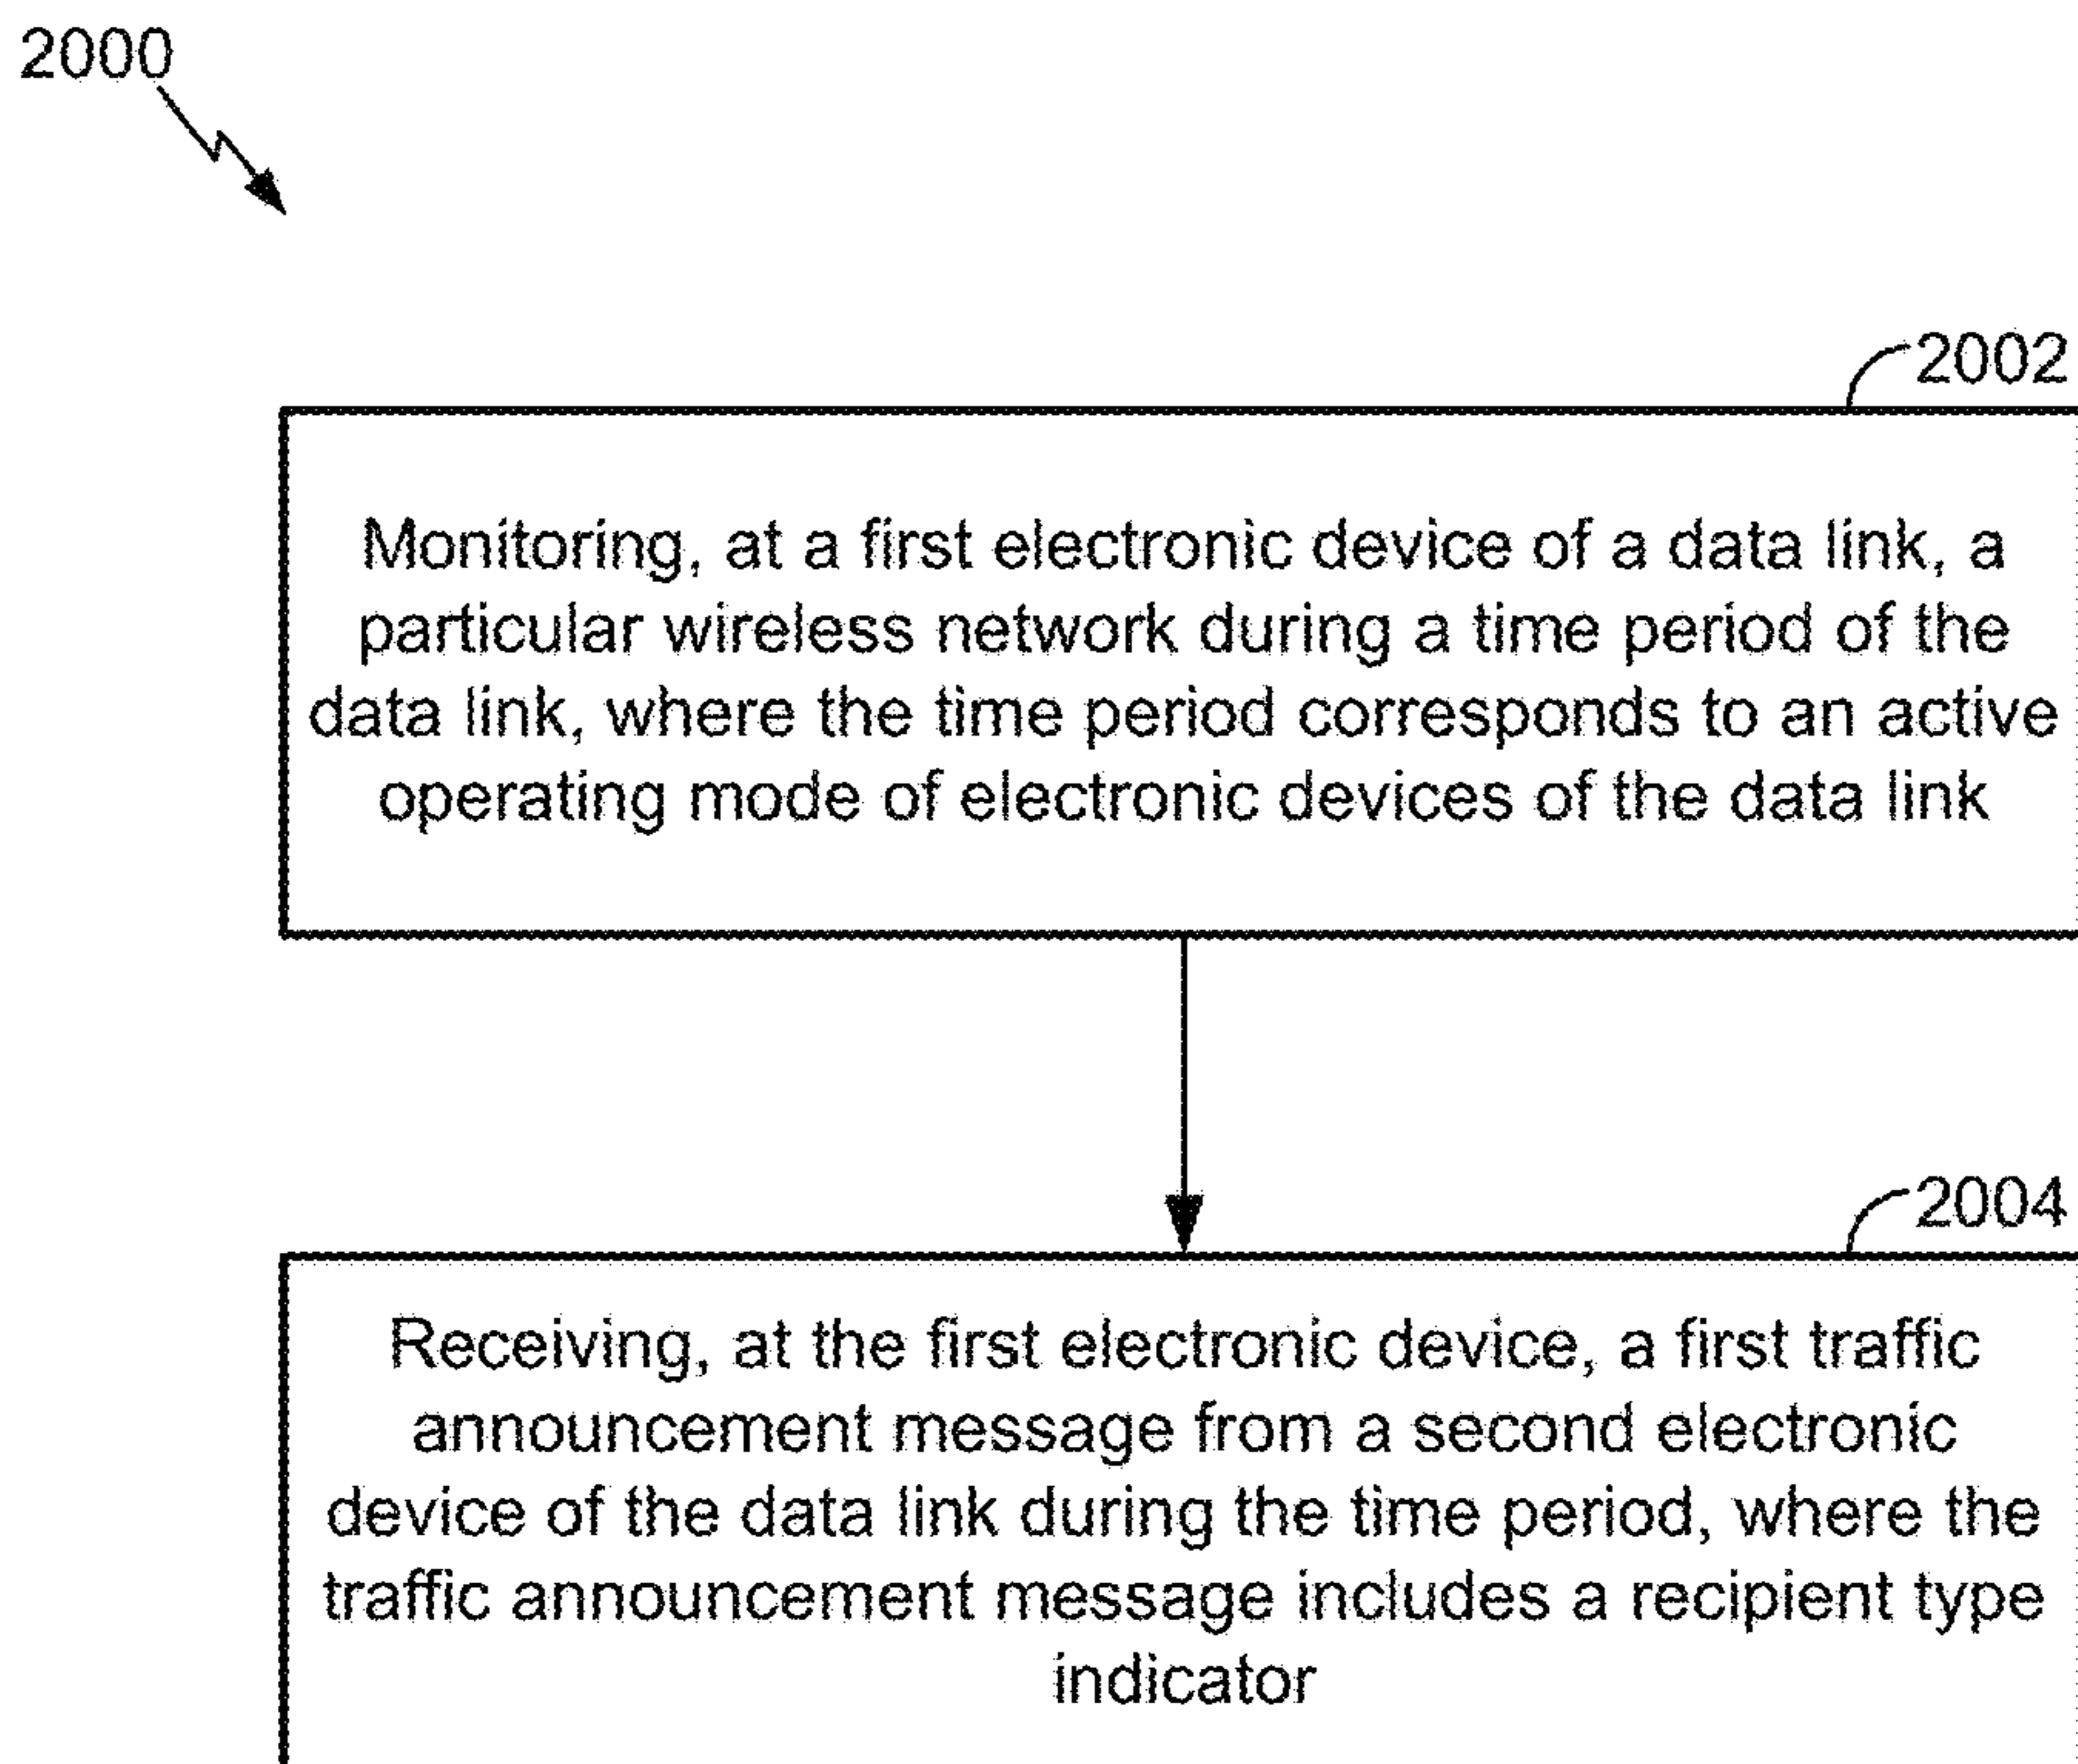 2000
2002
Monitoring, at a first electronic device of a data link, a
particular wireless network during a time period of the
data link, where the time period corresponds to an active
operating mode of electronic devices of the data link
2004
Receiving, at the first electronic device, a first traffic
announcement message from a second electronic
device of the data link during the time period, where the
traffic announcement message includes a recipient type
indicator